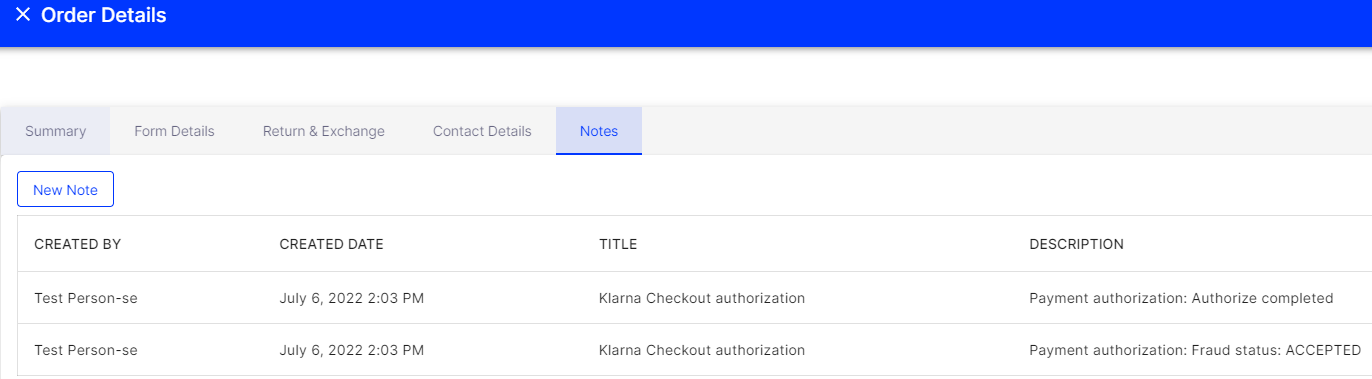 Order Details
Summary Form Details Return & Exchange Contact Details Notes
New Note
CREATED BY CREATED DATE TITLE DESCRIPTION
Test Person-se July 6, 2022 2:03 PM Klarna Checkout authorization Payment authorization: Authorize completed
Test Person-se July 6, 2022 2:03 PM Klarna Checkout authorization Payment authorization: Fraud status: ACCEPTED